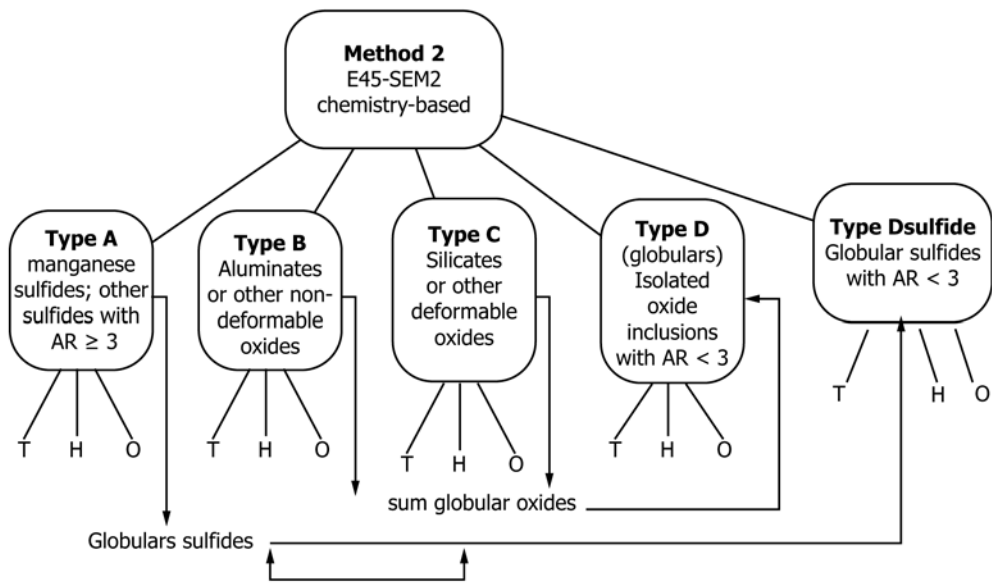 Method 2
E45-SEM2
chemistry-based
Type A
manganese
sulfides; other
sulfides with
AR ≥ 3
Type B
Aluminates
or other non-
deformable
oxides
Type C
Silicates
or other
deformable
oxides
Type D
(globulars)
Isolated
oxide
inclusions
with AR < 3
Type Dsulfide
Globular sulfides
with AR < 3
T H O
T H O
T H O
T H O
T H O
sum globular oxides
Globulars sulfides